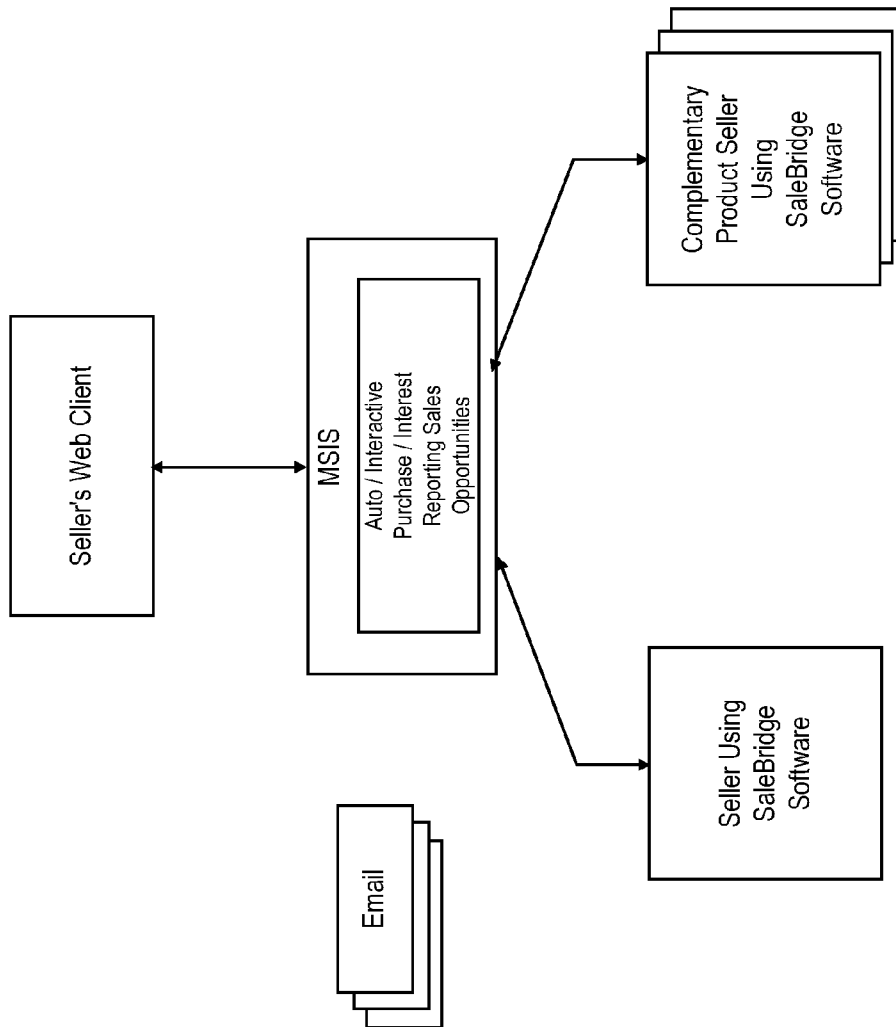 Seller's Web Client
MSIS
Auto / Interactive
Purchase / Interest
Reporting Sales
Opportunities
Email
Seller Using
SaleBridge
Software
Complementary
Product Seller
Using
SaleBridge
Software